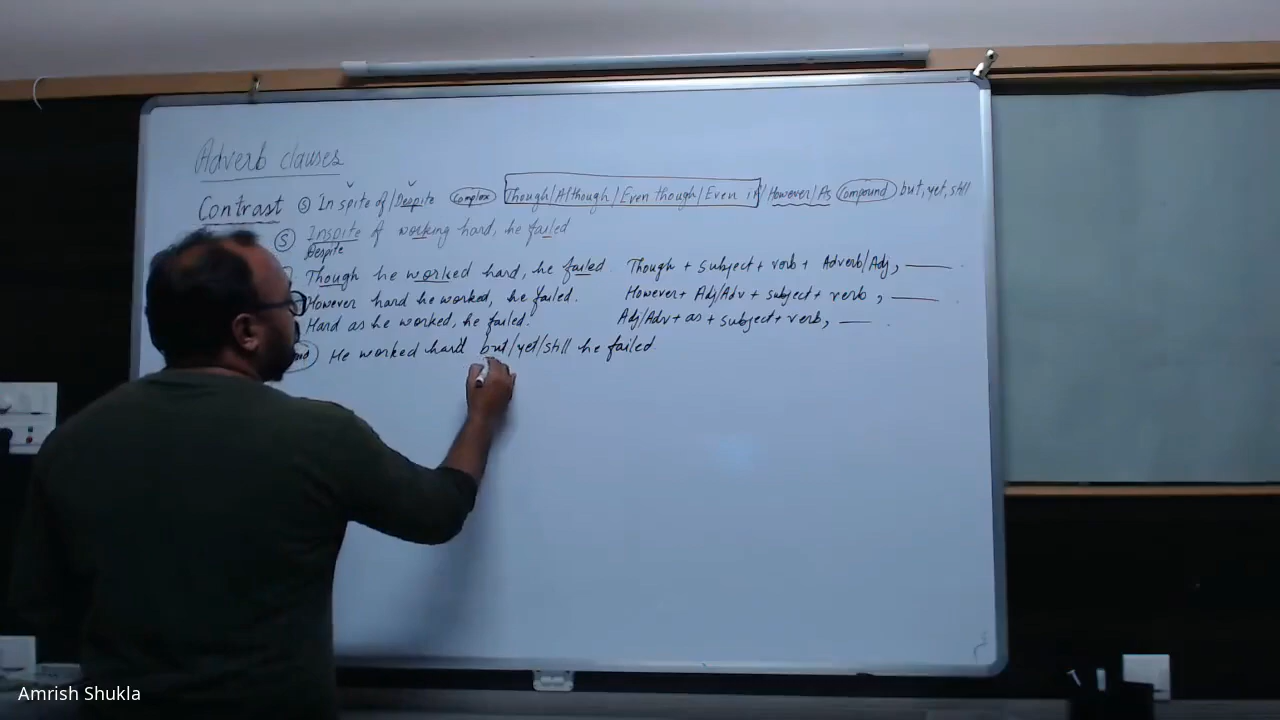 Adverb clauses
Contrast Ⓢ In spite of/Despite Complex Though/Although/Even though/Even if/However/As Compound but, yet, still
Ⓢ Inspite of working hard, he failed
Despite
Though he worked hard, he failed. Though + subject + verb + Adverb/Adj, ___ .
However hard he worked, he failed. However + Adj/Adv + subject + verb, ___ .
Hard as he worked, he failed. Adj/Adv + as + subject + verb, ___ .
He worked hard but/yet/still he failed
Amrish Shukla